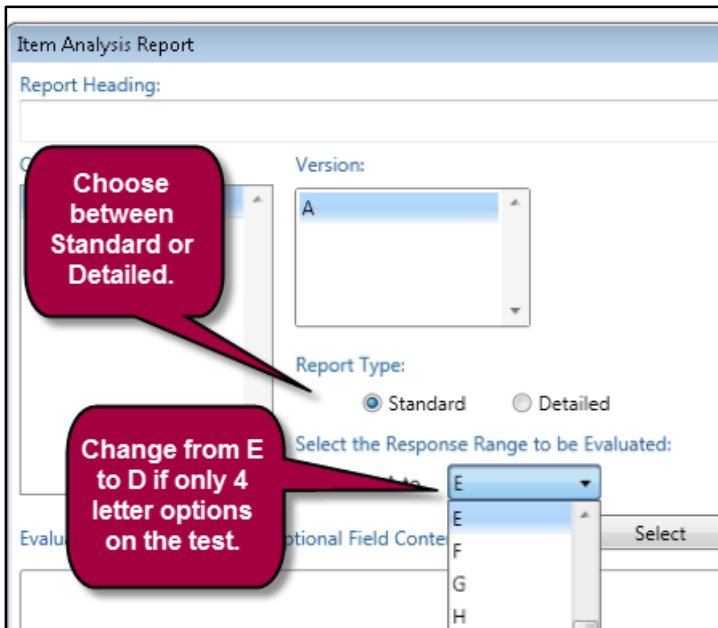 Item Analysis Report
Report Heading:
Choose
between
Standard or
Detailed.
Version:
A
Report Type:
Standard
Detailed
Change from E
to D if only 4
letter options
on the test.
Select the Response Range to be Evaluated:
to
E
E
F
G
H
Select